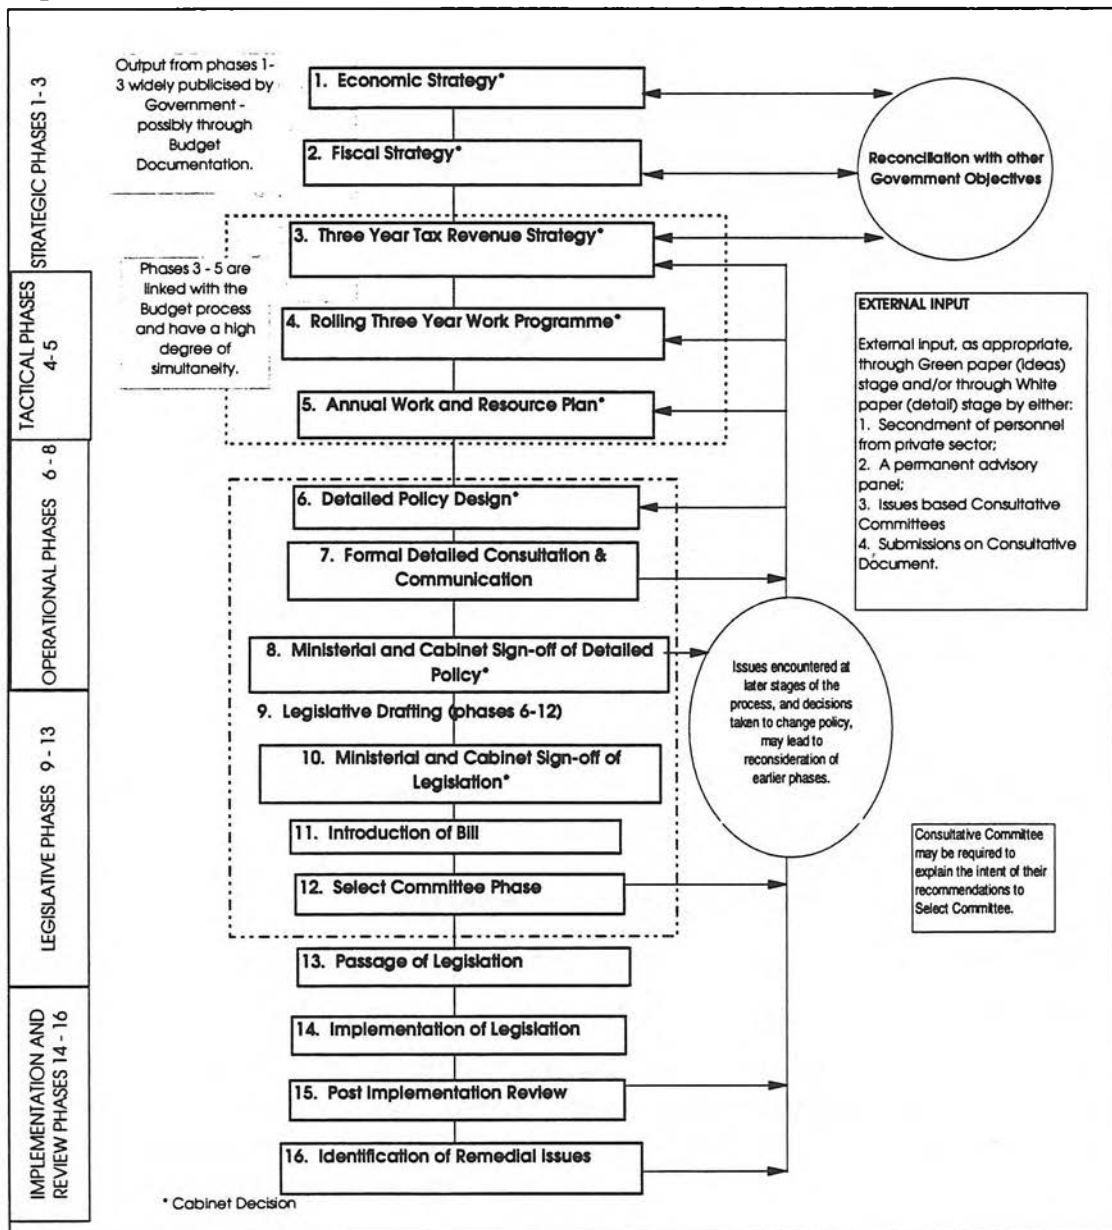 STRATEGIC PHASES 1- 3
TACTICAL PHASES
4-5
OPERATIONAL PHASES 6 - 8
LEGISLATIVE PHASES 9 - 13
IMPLEMENTATION AND
REVIEW PHASES 14 - 16
Output from phases 1-
3 widely publicised by
Government -
possibly through
Budget
Documentation.
Phases 3 - 5 are
linked with the
Budget process
and have a high
degree of
simultaneity.
1. Economic Strategy*
2. Fiscal Strategy*
3. Three Year Tax Revenue Strategy*
4. Rolling Three Year Work Programme*
5. Annual Work and Resource Plan*
6. Detailed Policy Design*
7. Formal Detailed Consultation &
Communication
8. Ministerial and Cabinet Sign-off of Detailed
Policy*
9. Legislative Drafting (phases 6-12)
10. Ministerial and Cabinet Sign-off of
Legislation*
11. Introduction of Bill
12. Select Committee Phase
13. Passage of Legislation
14. Implementation of Legislation
15. Post Implementation Review
16. Identification of Remedial Issues
* Cabinet Decision
Reconciliation with other
Government Objectives
EXTERNAL INPUT
External input, as appropriate,
through Green paper (ideas)
stage and/or through White
paper (detail) stage by either:
1. Secondment of personnel
from private sector;
2. A permanent advisory
panel;
3. Issues based Consultative
Committees
4. Submissions on Consultative
Document.
Issues encountered at
later stages of the
process, and decisions
taken to change policy,
may lead to
reconsideration of
earlier phases.
Consultative Committee
may be required to
explain the intent of their
recommendations to
Select Committee.